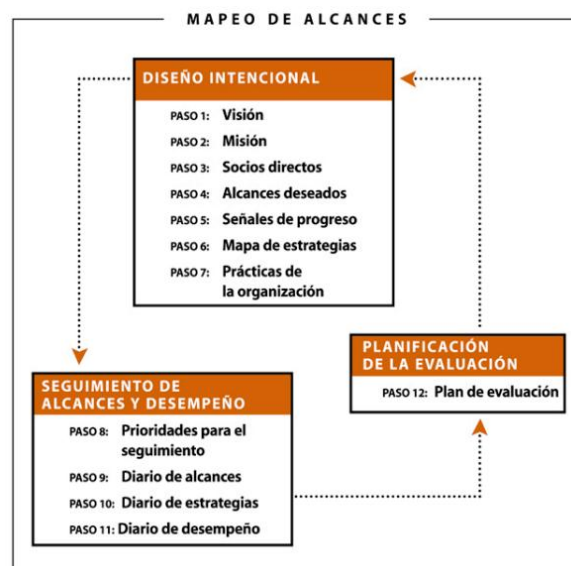 MAPEO DE ALCANCES
DISEÑO INTENCIONAL
PASO 1: Visión
PASO 2: Misión
PASO 3: Socios directos
PASO 4: Alcances deseados
PASO 5: Señales de progreso
PASO 6: Mapa de estrategias
PASO 7: Prácticas de
la organización
SEGUIMIENTO DE
ALCANCES Y DESEMPEÑO
PASO 8: Prioridades para el
seguimiento
PASO 9: Diario de alcances
PASO 10: Diario de estrategias
PASO 11: Diario de desempeño
PLANIFICACIÓN
DE LA EVALUACIÓN
PASO 12: Plan de evaluación